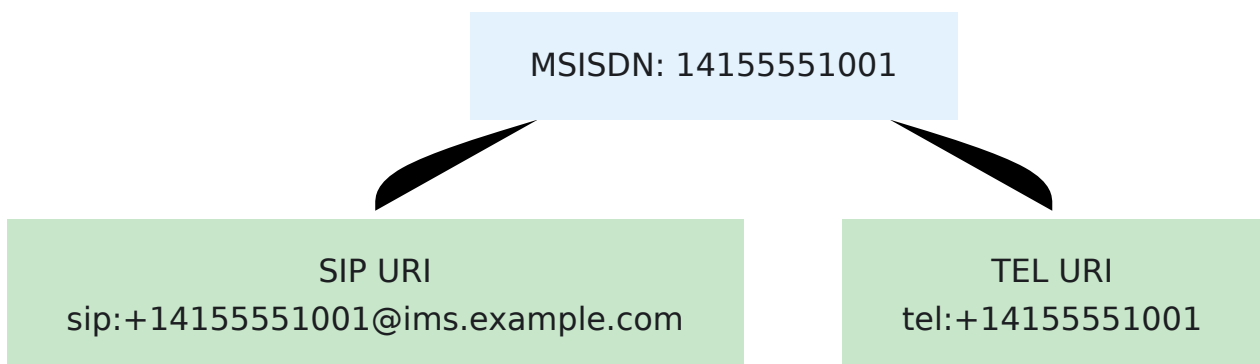 MSISDN: 14155551001
SIP URI
sip:+14155551001@ims.example.com
TEL URI
tel:+14155551001